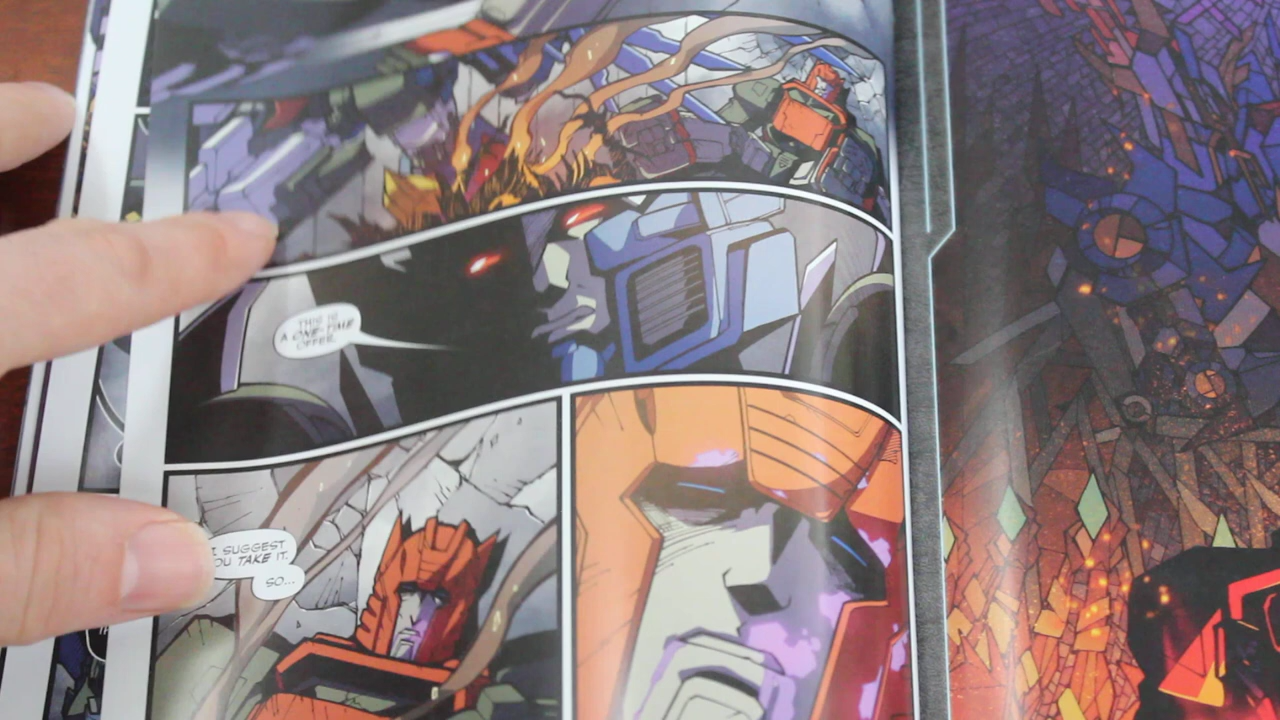 THIS IS
A ONE-TIME
OFFER.
I SUGGEST
YOU TAKE IT.
SO...